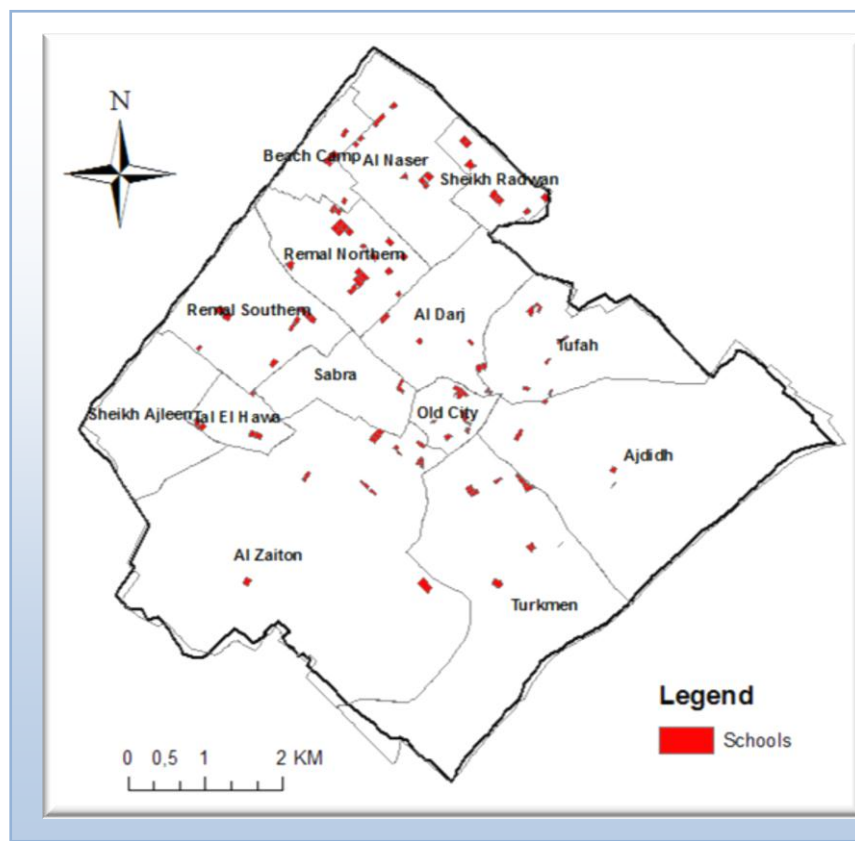 N
Beach Camp
Al Naser
Sheikh Radwan
Remal Northern
Remal Southern
Al Darj
Tufah
Sabra
Sheikh Ajleen
Tal El Hawa
Old City
Ajdidh
Al Zaiton
Turkmen
Legend
Schools
0 0,5 1 2 KM